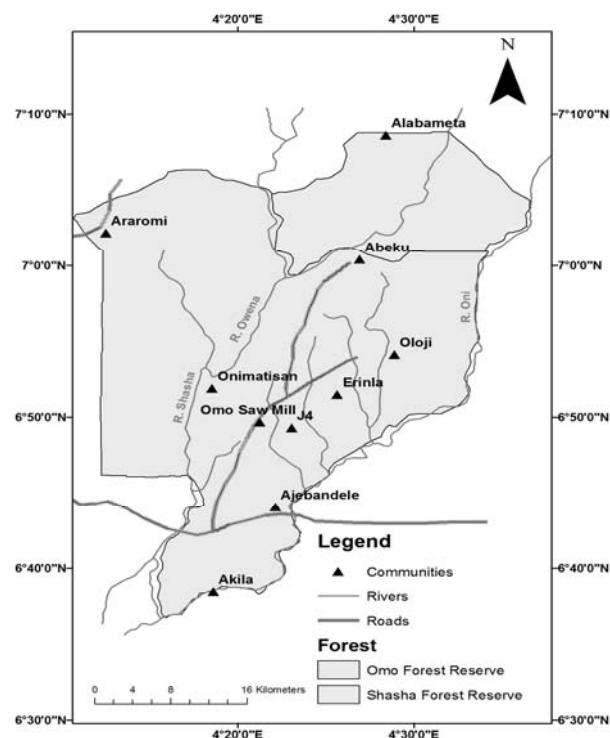 4°20'0"E
4°30'0"E
N
7°10'0"N
7°10'0"N
Alabameta
Araromi
Abeku
7°0'0"N
7°0'0"N
R. Owena
R. Oni
Oloji
R. Shasha
Onimatisan
Erinla
6°50'0"N
6°50'0"N
Omo Saw Mill
J4
Ajebandele
Legend
Communities
Rivers
Roads
6°40'0"N
6°40'0"N
Akila
Forest
Omo Forest Reserve
Shasha Forest Reserve
0 4 8 16 Kilometers
6°30'0"N
6°30'0"N
4°20'0"E
4°30'0"E